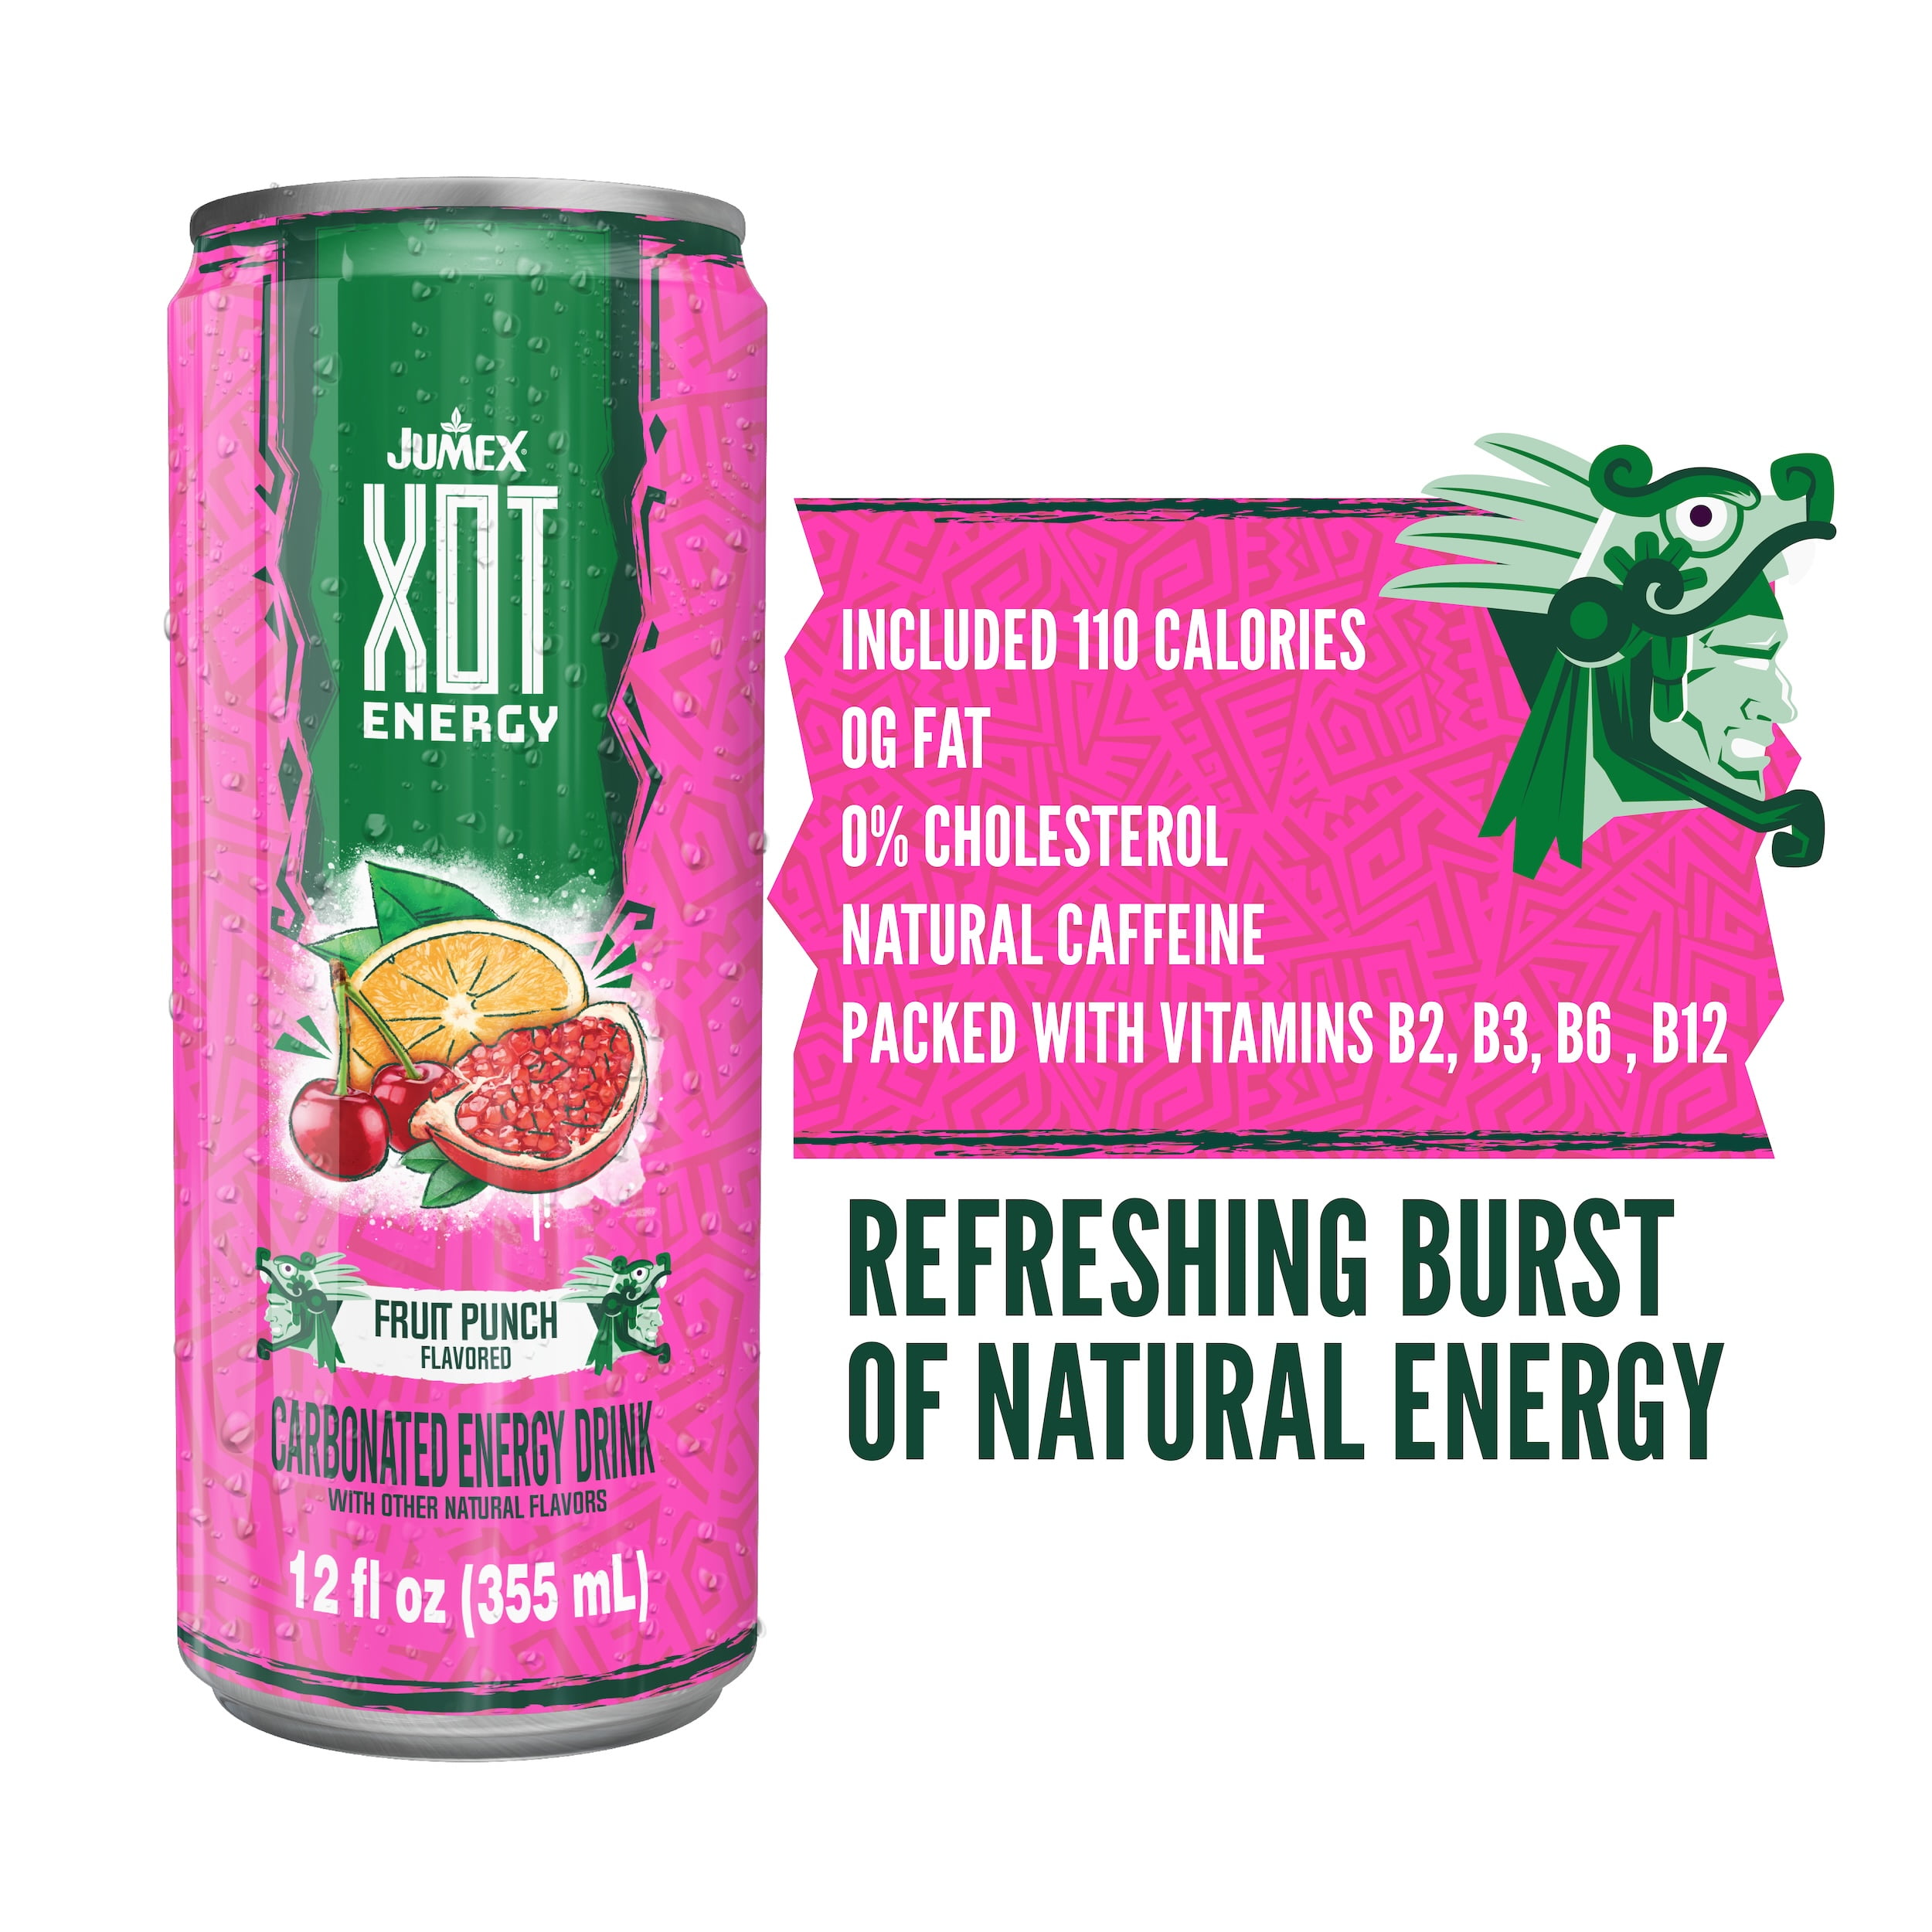 JUMEX
XOT
ENERGY
FRUIT PUNCH
FLAVORED
CARBONATED ENERGY DRINK
WITH OTHER NATURAL FLAVORS
12 fl oz (355 mL)
INCLUDED 110 CALORIES
0G FAT
0% CHOLESTEROL
NATURAL CAFFEINE
PACKED WITH VITAMINS B2, B3, B6 , B12
REFRESHING BURST
OF NATURAL ENERGY